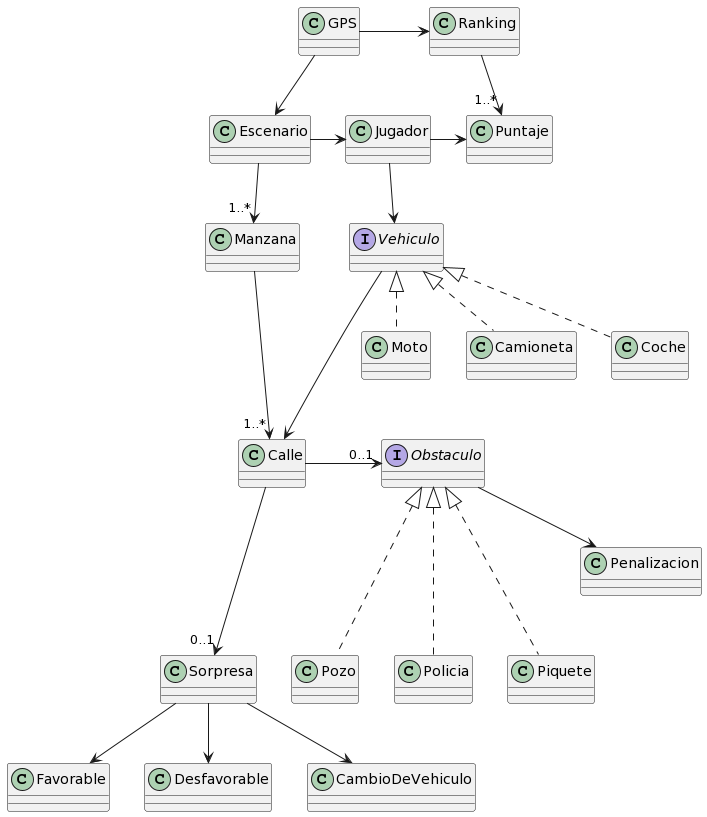 C GPS
C Ranking
1..*
C Escenario
C Jugador
C Puntaje
1..*
C Manzana
I Vehiculo
C Moto
C Camioneta
C Coche
1..*
C Calle
0..1
I Obstaculo
C Penalizacion
0..1
C Sorpresa
C Pozo
C Policia
C Piquete
C Favorable
C Desfavorable
C CambioDeVehiculo